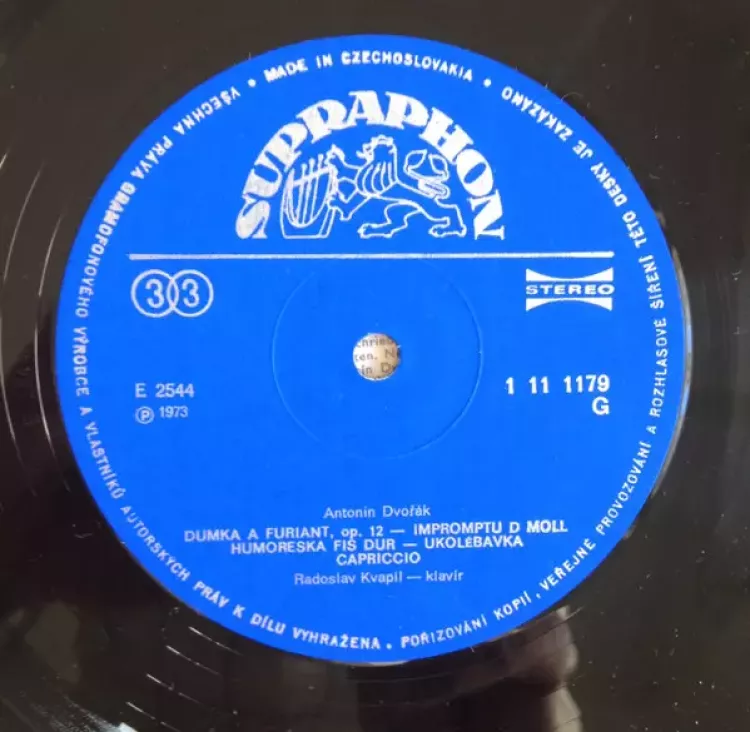 VŠECHNA PRÁVA GRAMOFONOVÉHO VÝROBCE A VLASTNÍKŮ AUTORSKÝCH PRÁV K DÍLU VYHRAŽENA. POŘIZOVÁNÍ KOPIÍ, VEŘEJNÉ PROVOZOVÁNÍ A ROZHLASOVÉ ŠÍŘENÍ TÉTO DESKY JE ZAKÁZÁNO • MADE IN CZECHOSLOVAKIA •
SUPRAPHON
33
STEREO
E 2544
℗ 1973
1 11 1179
G
Antonín Dvořák
DUMKA A FURIANT, op. 12 — IMPROMPTU D MOLL
HUMORESKA FIS DUR — UKOLÉBAVKA
CAPRICCIO
Radoslav Kvapil — klavír